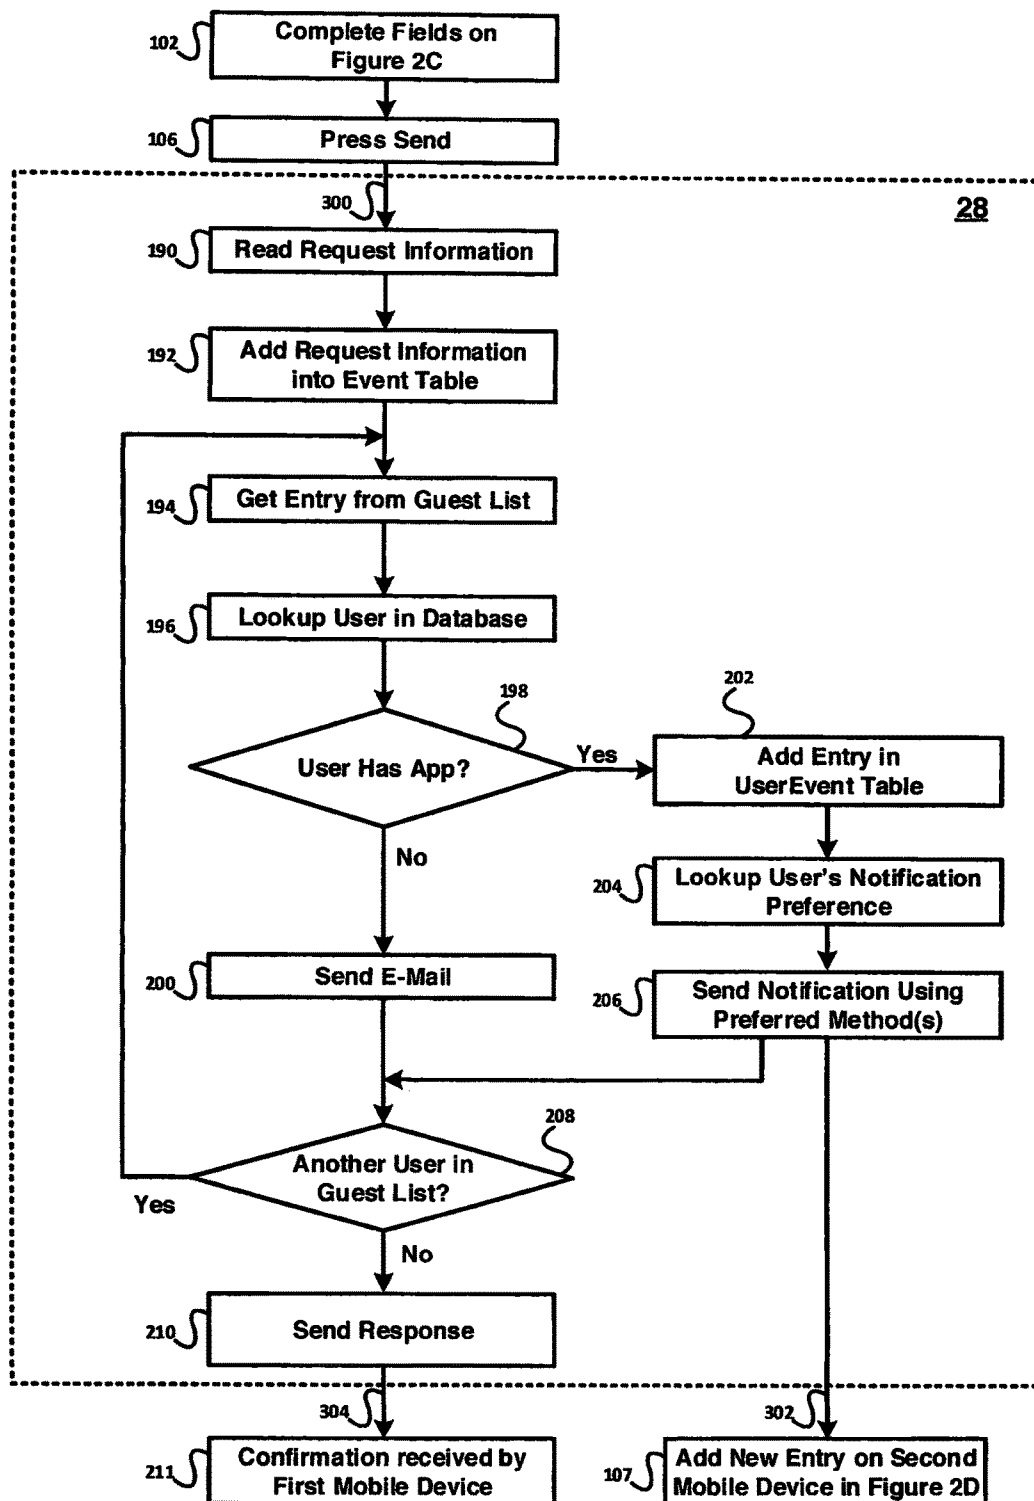 102
Complete Fields on
Figure 2C
106
Press Send
300
28
190
Read Request Information
192
Add Request Information
into Event Table
194
Get Entry from Guest List
196
Lookup User in Database
198
User Has App?
Yes
202
Add Entry in
UserEvent Table
No
204
Lookup User's Notification
Preference
200
Send E-Mail
206
Send Notification Using
Preferred Method(s)
208
Another User in
Guest List?
Yes
No
210
Send Response
304
302
211
Confirmation received by
First Mobile Device
107
Add New Entry on Second
Mobile Device in Figure 2D